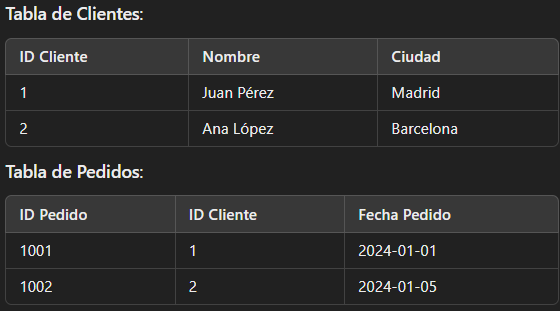 Tabla de Clientes:
ID Cliente Nombre Ciudad
1 Juan Pérez Madrid
2 Ana López Barcelona
Tabla de Pedidos:
ID Pedido ID Cliente Fecha Pedido
1001 1 2024-01-01
1002 2 2024-01-05